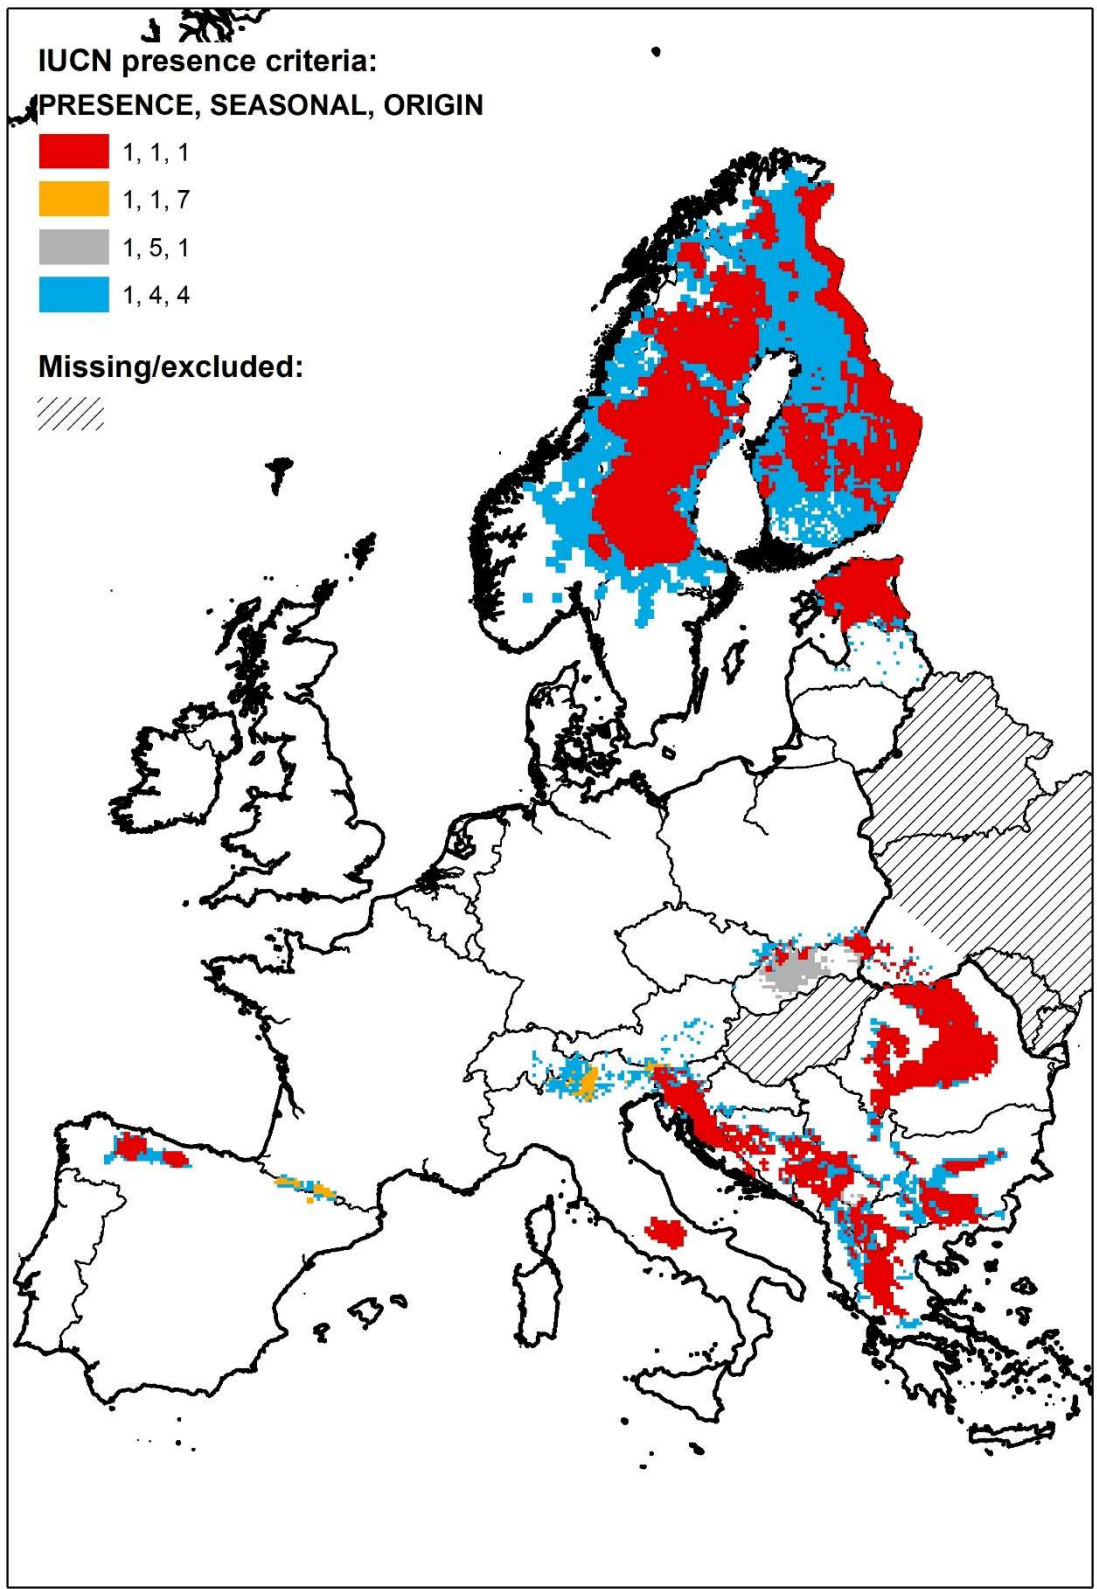 IUCN presence criteria:
PRESENCE, SEASONAL, ORIGIN
1, 1, 1
1, 1, 7
1, 5, 1
1, 4, 4
Missing/excluded: